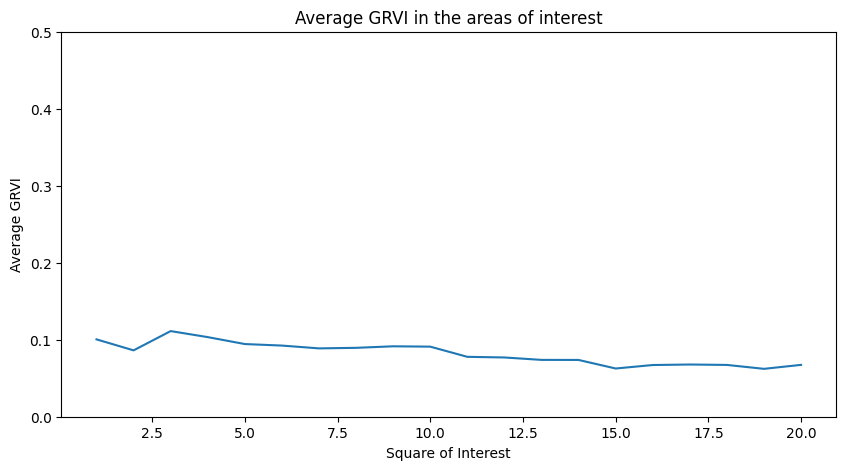 Average GRVI in the areas of interest
0.5
0.4
0.3
0.2
0.1
0.0
Average GRVI
2.5 5.0 7.5 10.0 12.5 15.0 17.5 20.0
Square of Interest